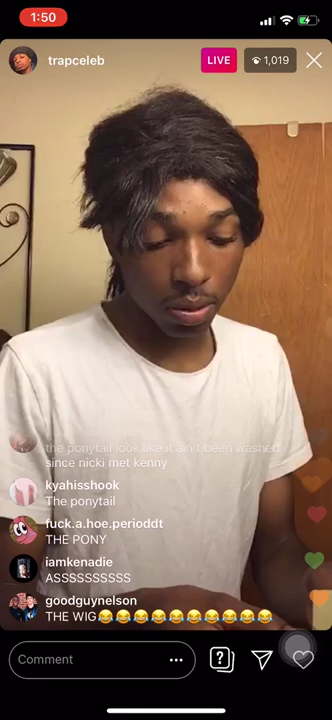 1:50
trapceleb
LIVE
1,019
the ponytail look like it ain't been washed
since nicki met kenny
kyahisshook
The ponytail
fuck.a.hoe.perioddt
THE PONY
iamkenadie
ASSSSSSSSSS
goodguynelson
THE WIG😂😂😂😂😂😂😂😂😂😂
Comment